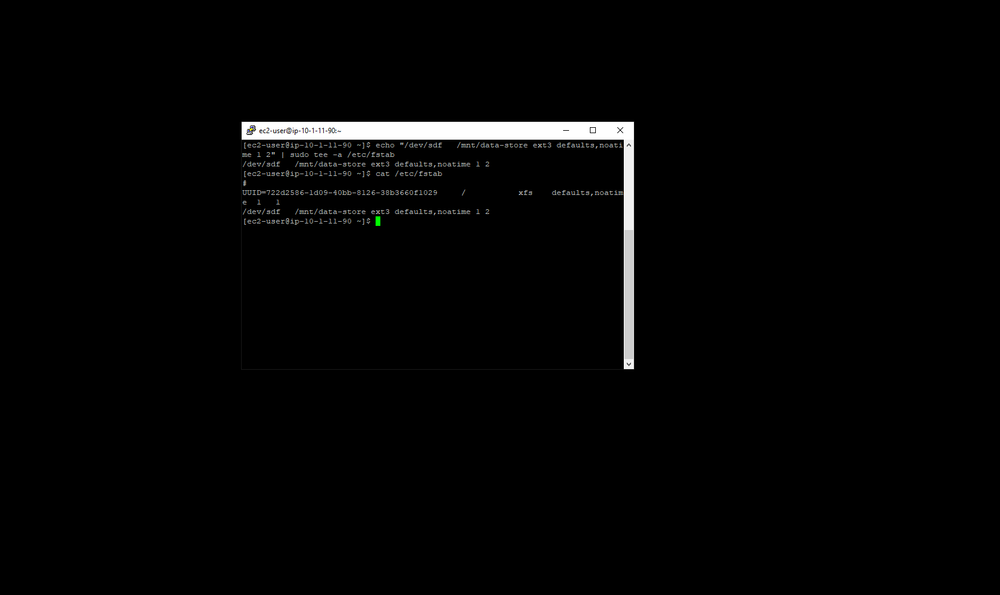 ec2-user@ip-10-1-11-90:~
[ec2-user@ip-10-1-11-90 ~]$ echo "/dev/sdf   /mnt/data-store ext3 defaults,noati
me 1 2" | sudo tee -a /etc/fstab
/dev/sdf   /mnt/data-store ext3 defaults,noatime 1 2
[ec2-user@ip-10-1-11-90 ~]$ cat /etc/fstab
#
UUID=722d2586-1d09-40bb-8126-38b3660f1029     /           xfs    defaults,noatim
e  1   1
/dev/sdf   /mnt/data-store ext3 defaults,noatime 1 2
[ec2-user@ip-10-1-11-90 ~]$